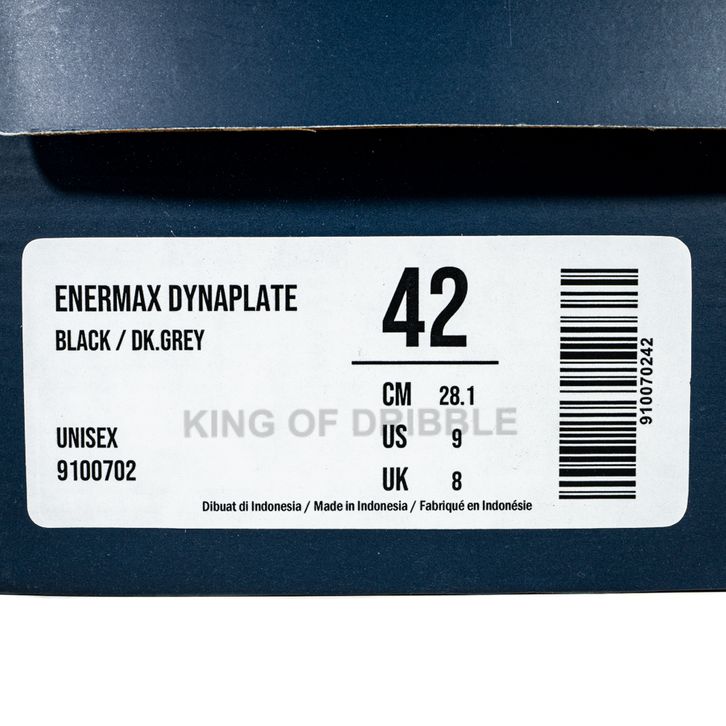 ENERMAX DYNAPLATE
BLACK / DK.GREY
UNISEX
9100702
42
CM 28.1
US 9
UK 8
KING OF DRIBBLE
Dibuat di Indonesia / Made in Indonesia / Fabriqué en Indonésie
910070242